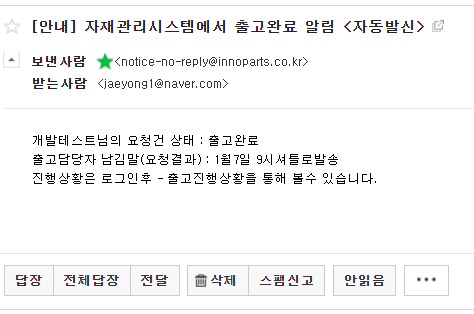 [안내] 자재관리시스템에서 출고완료 알림 <자동발신>
보낸사람 <notice-no-reply@innoparts.co.kr>
받는사람 <jaeyong1@naver.com>
개발테스트님의 요청건 상태 : 출고완료
출고담당자 남김말(요청결과) : 1월7일 9시셔틀로발송
진행상황은 로그인후 - 출고진행상황을 통해 볼수 있습니다.
답장 전체답장 전달 삭제 스팸신고 안읽음 •••